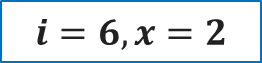 i = 6, x = 2